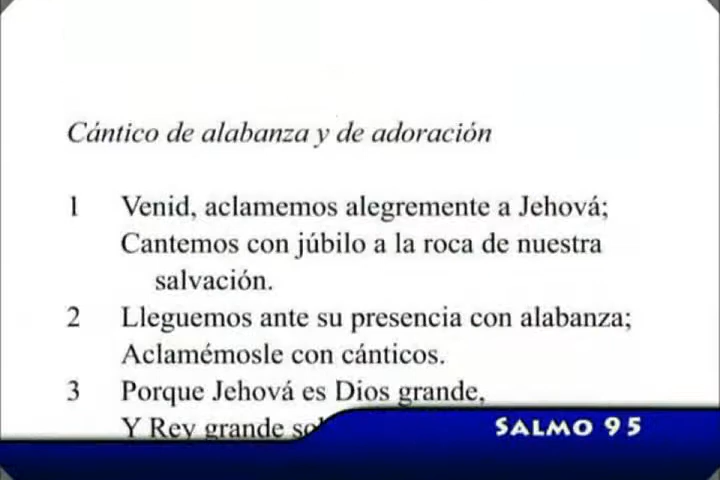 Cántico de alabanza y de adoración
1 Venid, aclamemos alegremente a Jehová;
Cantemos con júbilo a la roca de nuestra
salvación.
2 Lleguemos ante su presencia con alabanza;
Aclamémosle con cánticos.
3 Porque Jehová es Dios grande,
Y Rey grande
SALMO 95